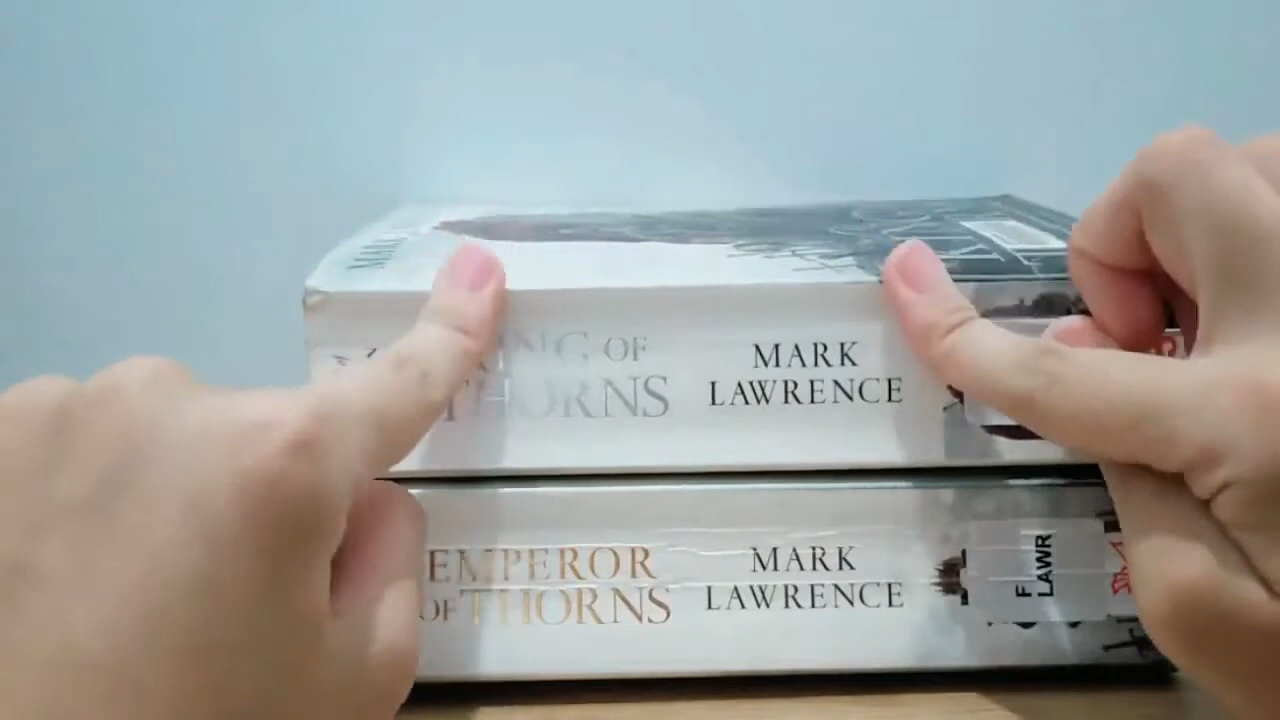 KING OF
THORNS
MARK
LAWRENCE
EMPEROR
OF THORNS
MARK
LAWRENCE
F
LAWR